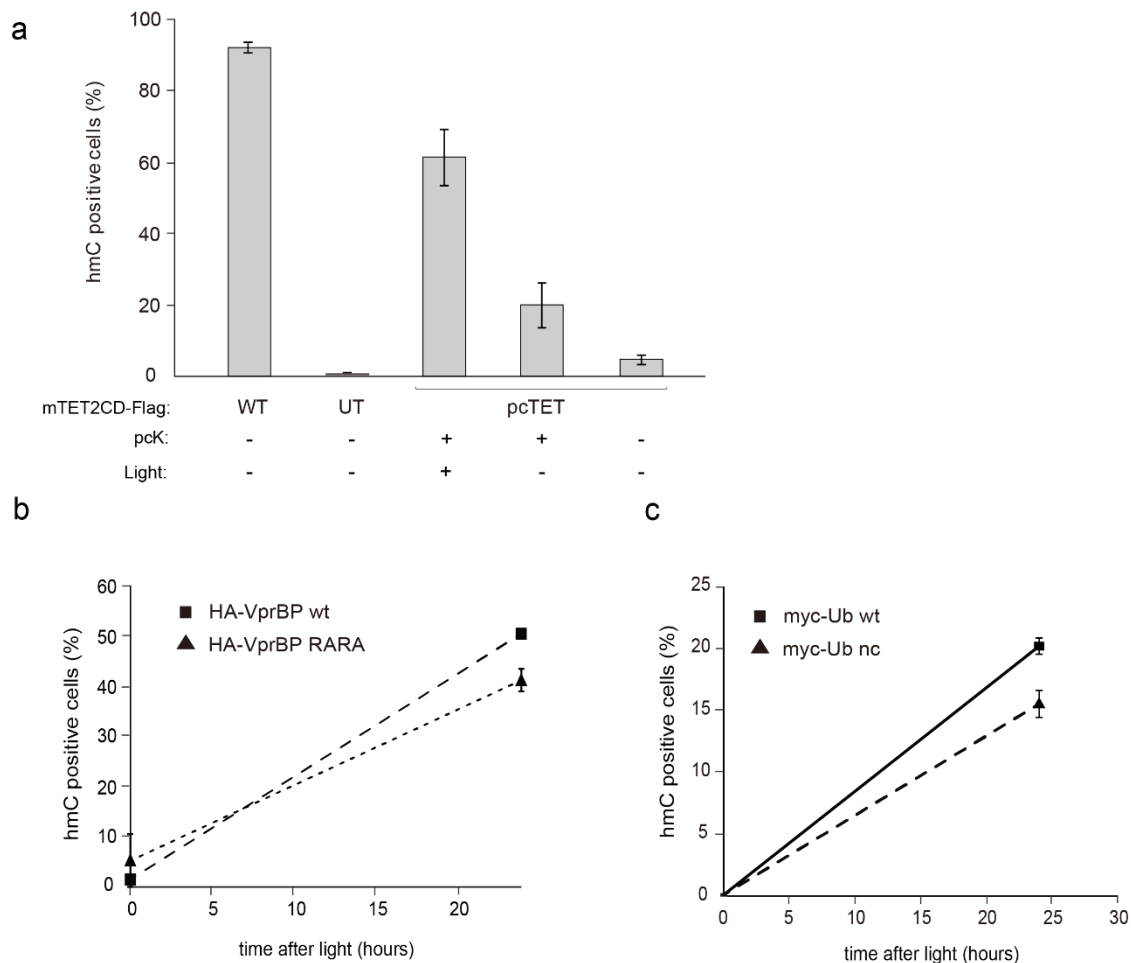 a
hmC positive cells (%)
100
80
60
40
20
0
mTET2CD-Flag: WT UT pcTET
pcK: - - + + -
Light: - - + - -
b
hmC positive cells (%)
60
50
40
30
20
10
0
HA-VprBP wt
HA-VprBP RARA
0 5 10 15 20
time after light (hours)
c
hmC positive cells (%)
25
20
15
10
5
0
myc-Ub wt
myc-Ub nc
0 5 10 15 20 25 30
time after light (hours)